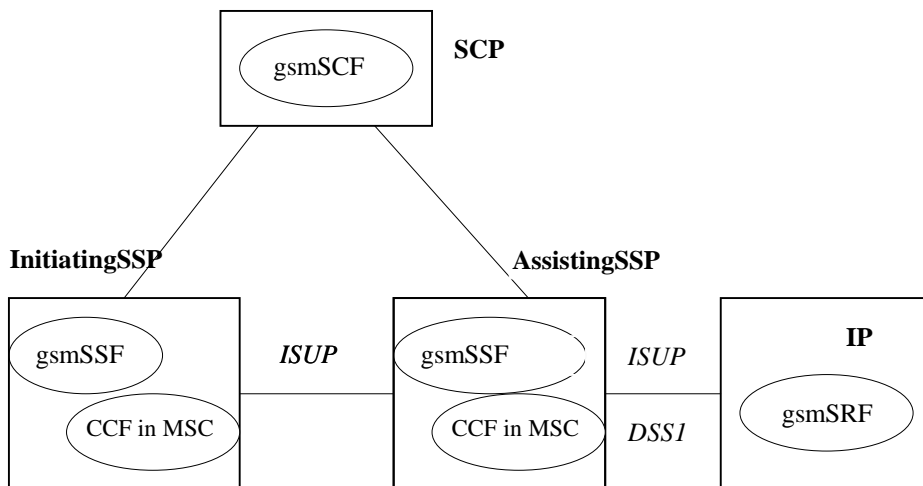 SCP
gsmSCF
InitiatingSSP
AssistingSSP
gsmSSF
ISUP
gsmSSF
ISUP
IP
CCF in MSC
CCF in MSC
DSS1
gsmSRF